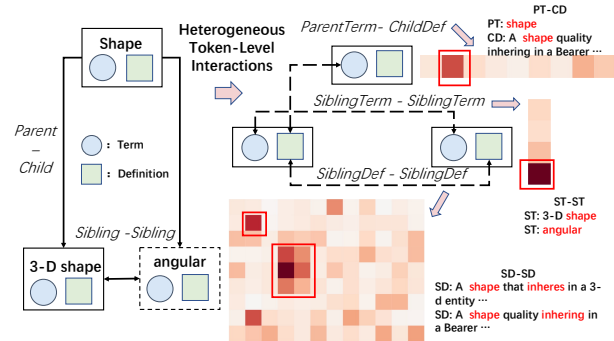 Shape
Parent
–
Child
: Term
: Definition
Sibling -Sibling
3-D shape
angular
Heterogeneous
Token-Level
Interactions
ParentTerm- ChildDef
SiblingTerm - SiblingTerm
SiblingDef – SiblingDef
PT-CD
PT: shape
CD: A shape quality
inhering in a Bearer ···
ST-ST
ST: 3-D shape
ST: angular
SD-SD
SD: A shape that inheres in a 3-
d entity ···
SD: A shape quality inhering in
a Bearer ···